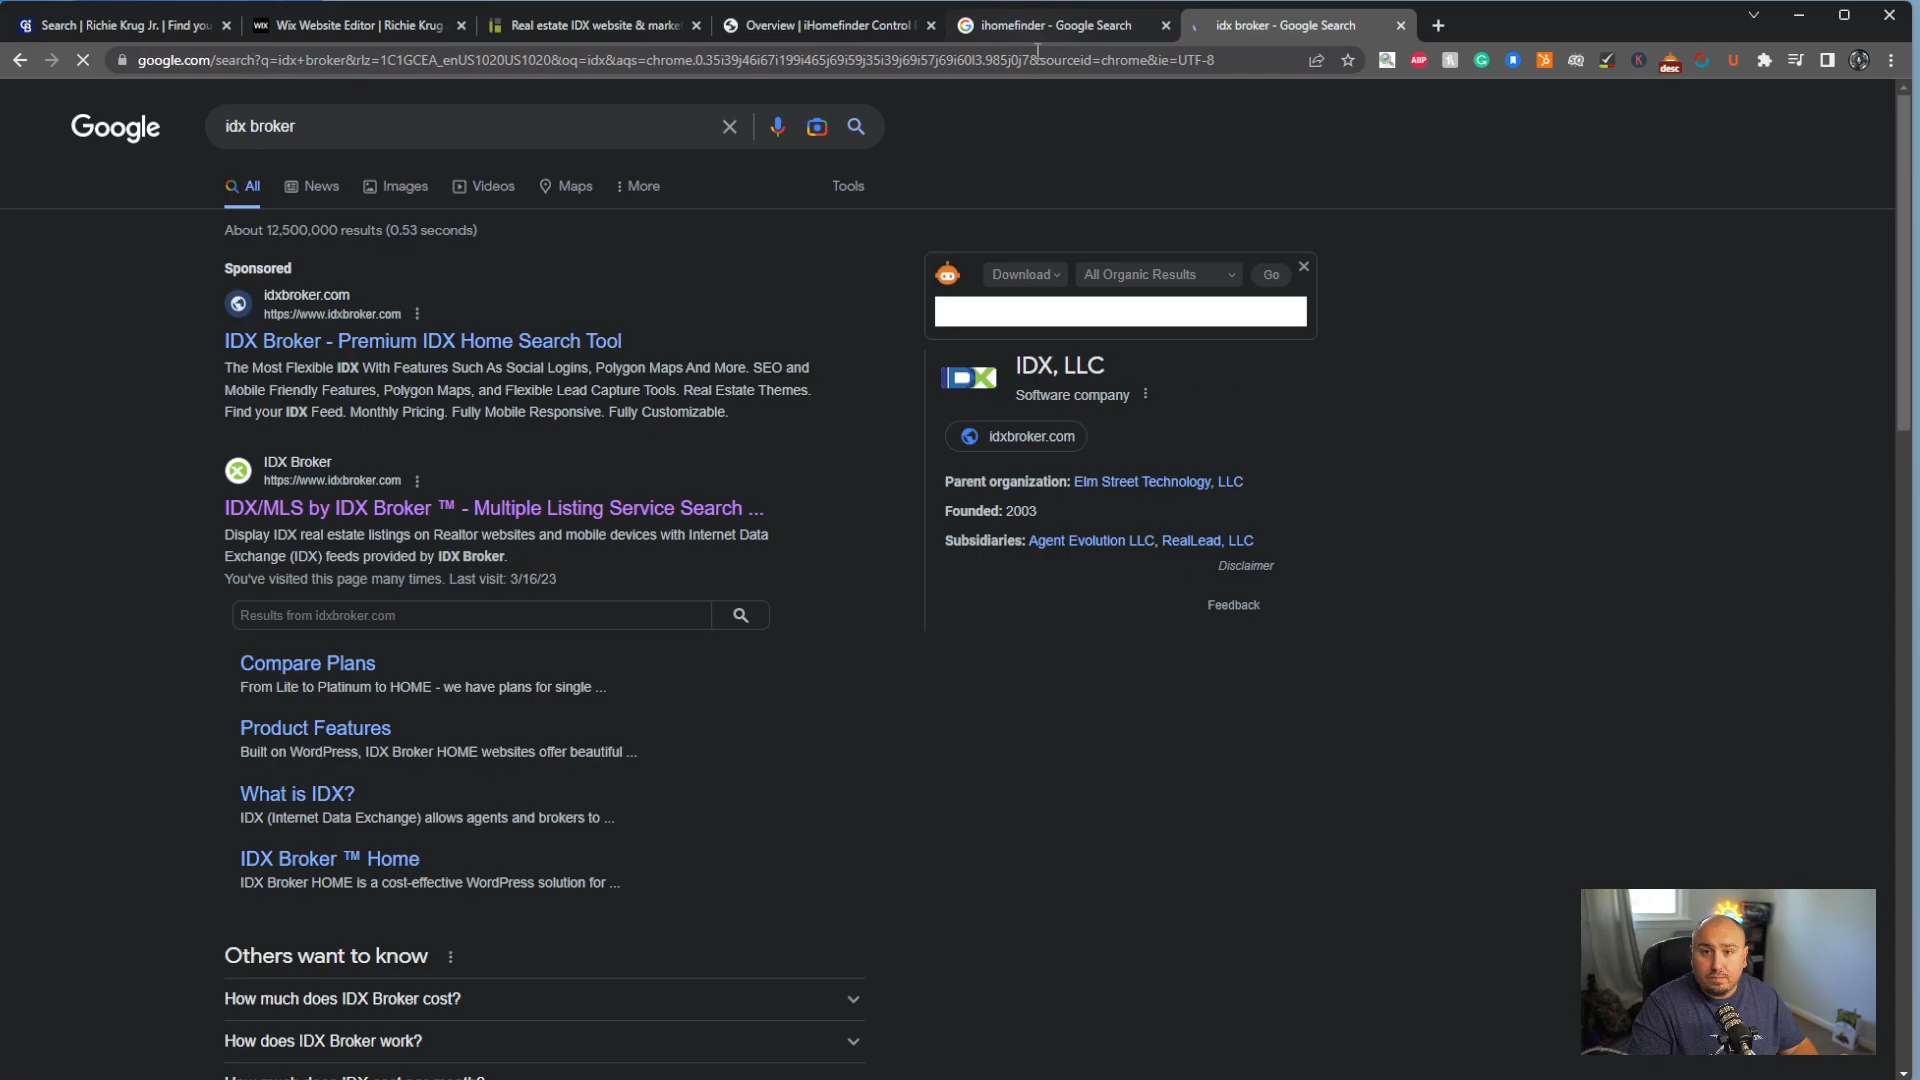 Search | Richie Krug Jr. | Find you
Wix Website Editor | Richie Krug
Real estate IDX website & marke
Overview | iHomefinder Control P
ihomefinder - Google Search
idx broker - Google Search
google.com/search?q=idx+broker&rlz=1C1GCEA_enUS1020US1020&oq=idx&aqs=chrome.0.35i39j46i67i199i465j69i59j35i39j69i57j69i60l3.985j0j7&sourceid=chrome&ie=UTF-8
ABP
desc
Google
idx broker
All
News
Images
Videos
Maps
More
Tools
About 12,500,000 results (0.53 seconds)
Sponsored
idxbroker.com
https://www.idxbroker.com
IDX Broker - Premium IDX Home Search Tool
The Most Flexible IDX With Features Such As Social Logins, Polygon Maps And More. SEO and
Mobile Friendly Features, Polygon Maps, and Flexible Lead Capture Tools. Real Estate Themes.
Find your IDX Feed. Monthly Pricing. Fully Mobile Responsive. Fully Customizable.
IDX Broker
https://www.idxbroker.com
IDX/MLS by IDX Broker ™ - Multiple Listing Service Search ...
Display IDX real estate listings on Realtor websites and mobile devices with Internet Data
Exchange (IDX) feeds provided by IDX Broker.
You've visited this page many times. Last visit: 3/16/23
Results from idxbroker.com
Compare Plans
From Lite to Platinum to HOME - we have plans for single ...
Product Features
Built on WordPress, IDX Broker HOME websites offer beautiful ...
What is IDX?
IDX (Internet Data Exchange) allows agents and brokers to ...
IDX Broker ™ Home
IDX Broker HOME is a cost-effective WordPress solution for ...
Others want to know
How much does IDX Broker cost?
How does IDX Broker work?
Download
All Organic Results
Go
IDX
IDX, LLC
Software company
idxbroker.com
Parent organization: Elm Street Technology, LLC
Founded: 2003
Subsidiaries: Agent Evolution LLC, RealLead, LLC
Disclaimer
Feedback